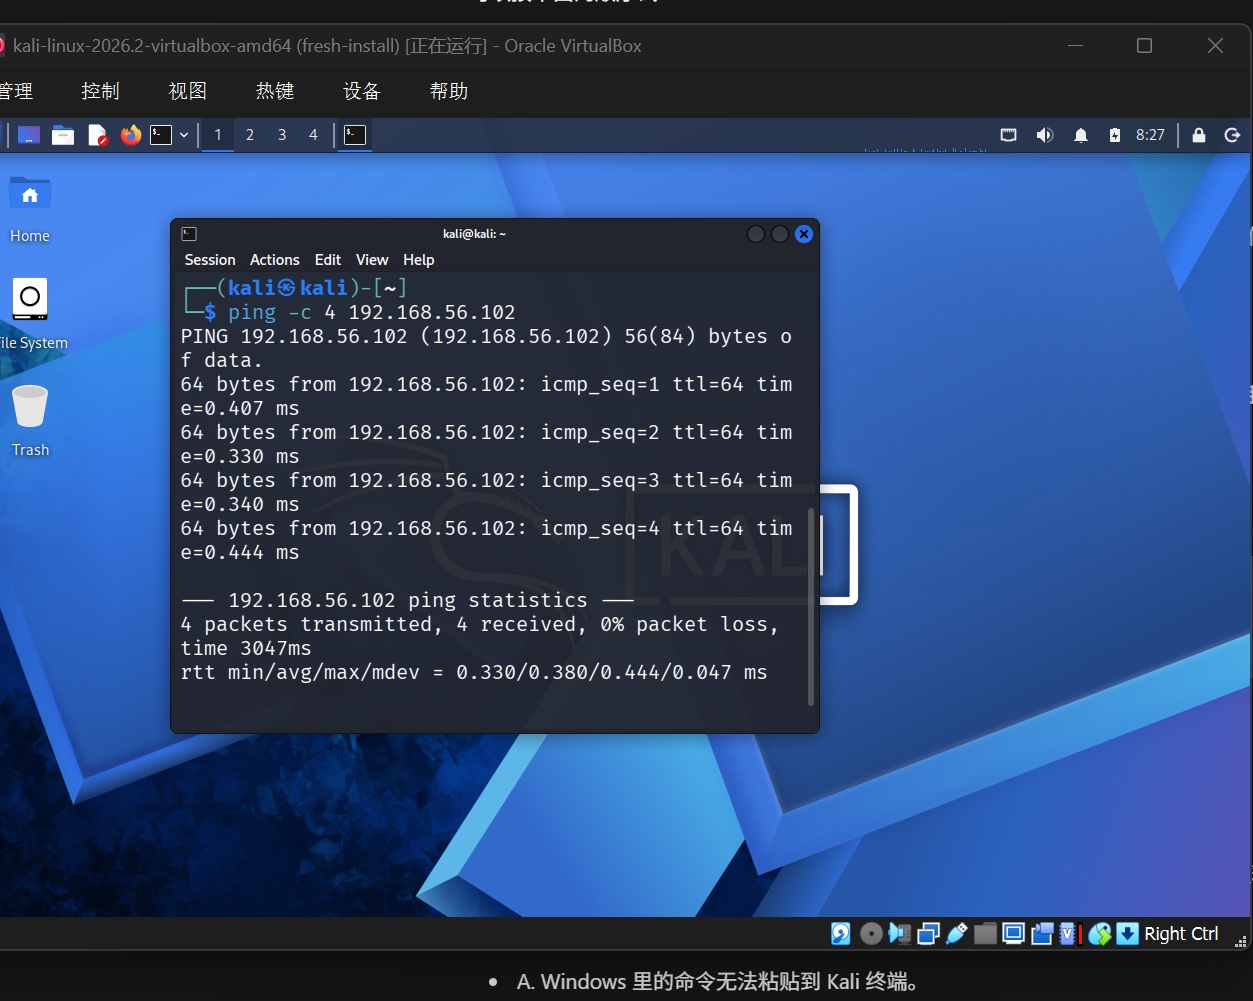 kali-linux-2026.2-virtualbox-amd64 (fresh-install) [正在运行] - Oracle VirtualBox
管理 控制 视图 热键 设备 帮助
1 2 3 4 8:27
Home
File System
Trash
kali@kali: ~
Session Actions Edit View Help
┌──(kali㉿kali)-[~]
└─$ ping -c 4 192.168.56.102
PING 192.168.56.102 (192.168.56.102) 56(84) bytes o
f data.
64 bytes from 192.168.56.102: icmp_seq=1 ttl=64 tim
e=0.407 ms
64 bytes from 192.168.56.102: icmp_seq=2 ttl=64 tim
e=0.330 ms
64 bytes from 192.168.56.102: icmp_seq=3 ttl=64 tim
e=0.340 ms
64 bytes from 192.168.56.102: icmp_seq=4 ttl=64 tim
e=0.444 ms
--- 192.168.56.102 ping statistics ---
4 packets transmitted, 4 received, 0% packet loss,
time 3047ms
rtt min/avg/max/mdev = 0.330/0.380/0.444/0.047 ms
KALI
Right Ctrl
• A. Windows 里的命令无法粘贴到 Kali 终端。